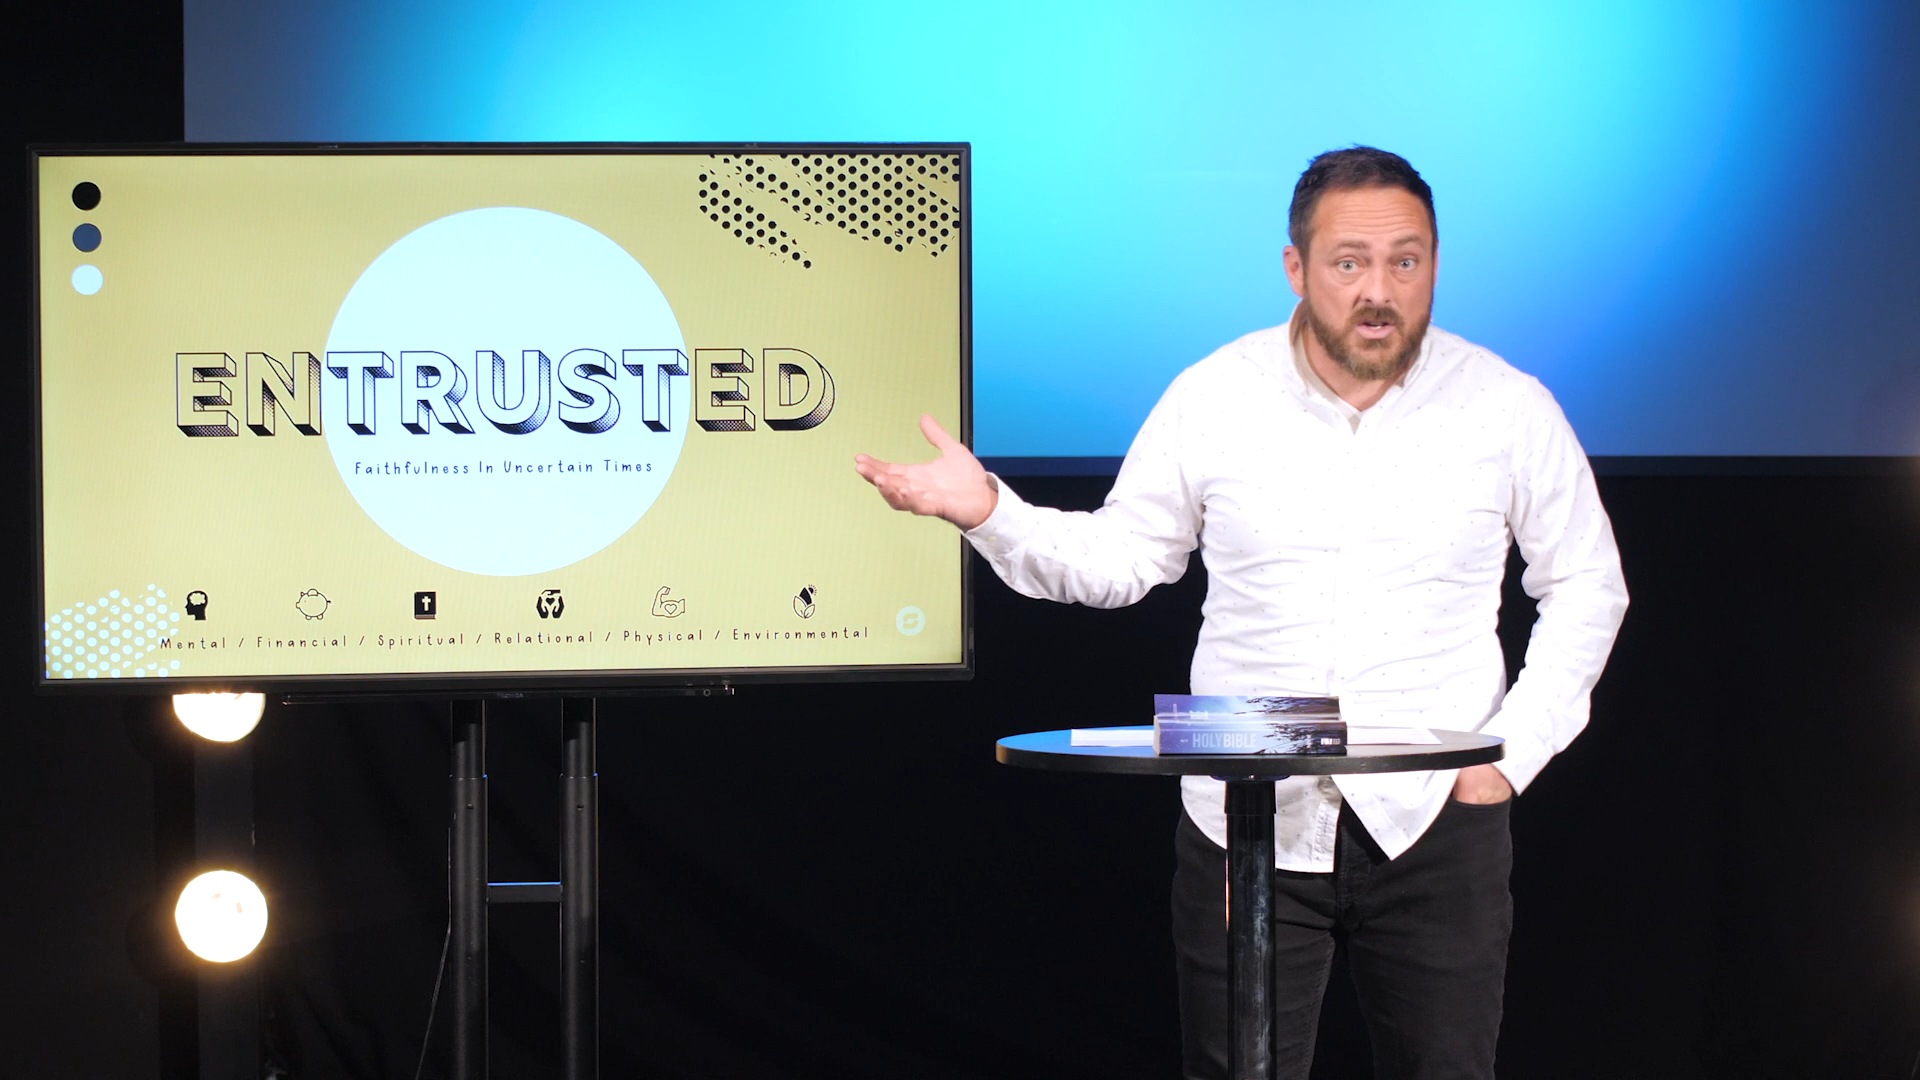 ENTRUSTED
Faithfulness In Uncertain Times
Mental / Financial / Spiritual / Relational / Physical / Environmental
HOLY BIBLE